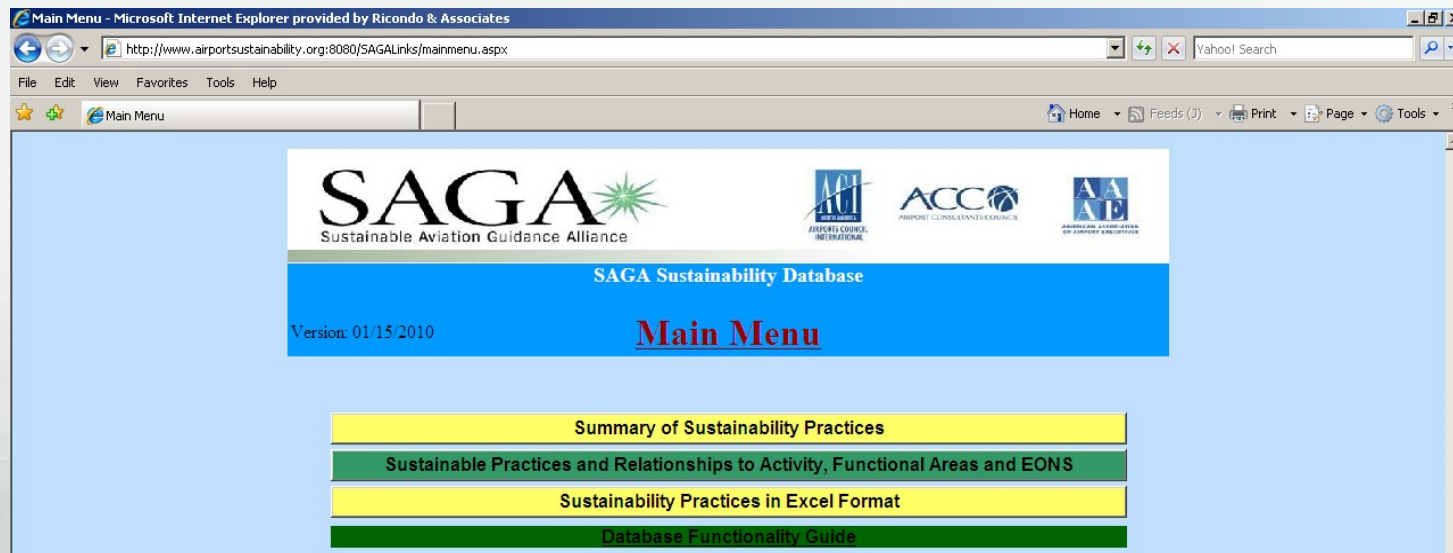 Main Menu - Microsoft Internet Explorer provided by Ricondo & Associates
http://www.airportsustainability.org:8080/SAGALinks/mainmenu.aspx
Yahoo! Search
File Edit View Favorites Tools Help
Main Menu
Home Feeds (J) Print Page Tools
SAGA
Sustainable Aviation Guidance Alliance
ACI
NORTH AMERICA
AIRPORTS COUNCIL
INTERNATIONAL
ACC
AIRPORT CONSULTANTS COUNCIL
AAAE
AMERICAN ASSOCIATION
OF AIRPORT EXECUTIVES
SAGA Sustainability Database
Version: 01/15/2010
Main Menu
Summary of Sustainability Practices
Sustainable Practices and Relationships to Activity, Functional Areas and EONS
Sustainability Practices in Excel Format
Database Functionality Guide